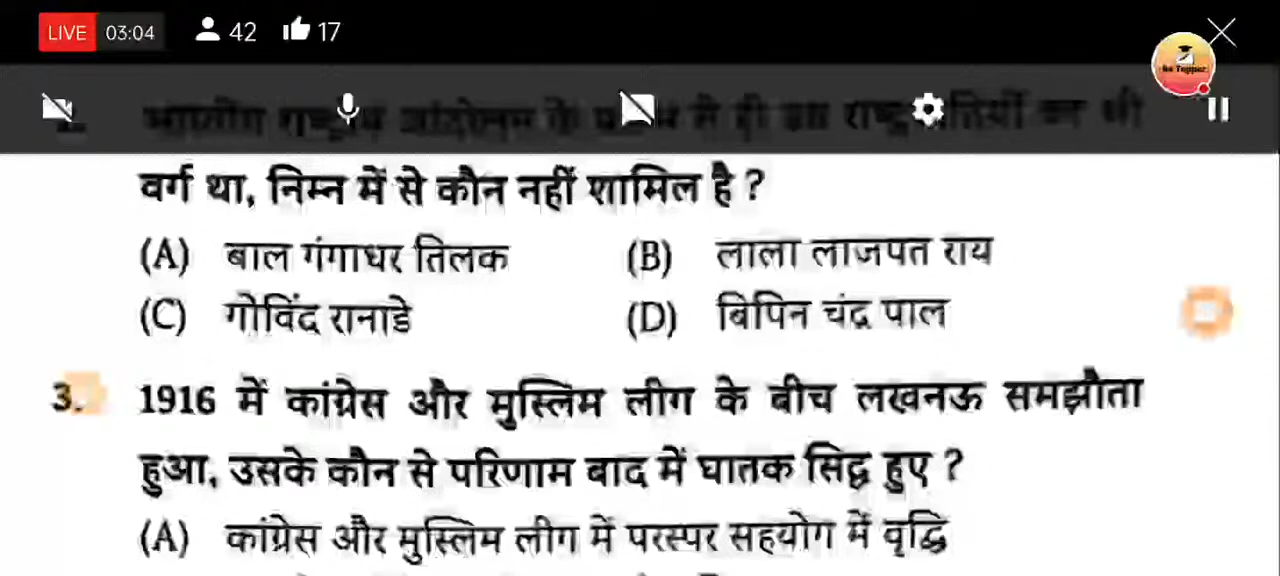 LIVE 03:04 42 17
वर्ग था, निम्न में से कौन नहीं शामिल है ?
(A) बाल गंगाधर तिलक (B) लाला लाजपत राय
(C) गोविंद रानाडे (D) बिपिन चंद्र पाल
3. 1916 में कांग्रेस और मुस्लिम लीग के बीच लखनऊ समझौता
हुआ, उसके कौन से परिणाम बाद में घातक सिद्ध हुए ?
(A) कांग्रेस और मुस्लिम लीग में परस्पर सहयोग में वृद्धि